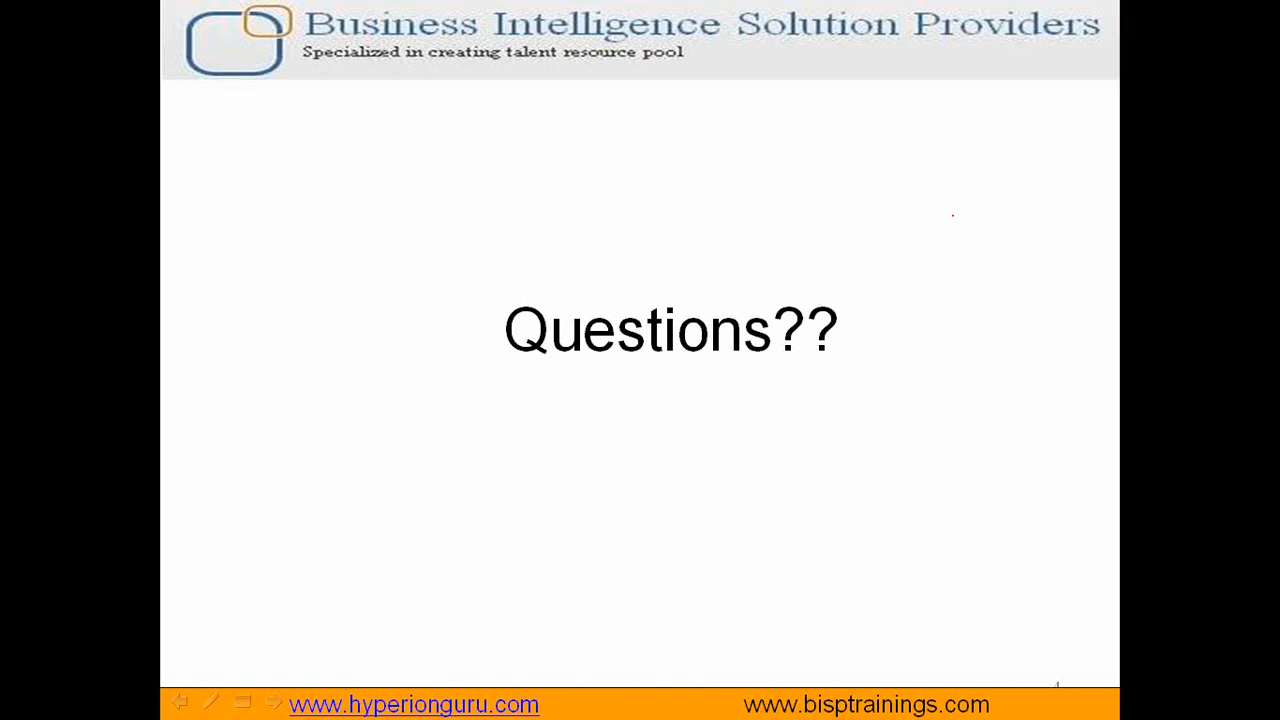 Business Intelligence Solution Providers
Specialized in creating talent resource pool
Questions??
www.hyperionguru.com
www.bisptrainings.com